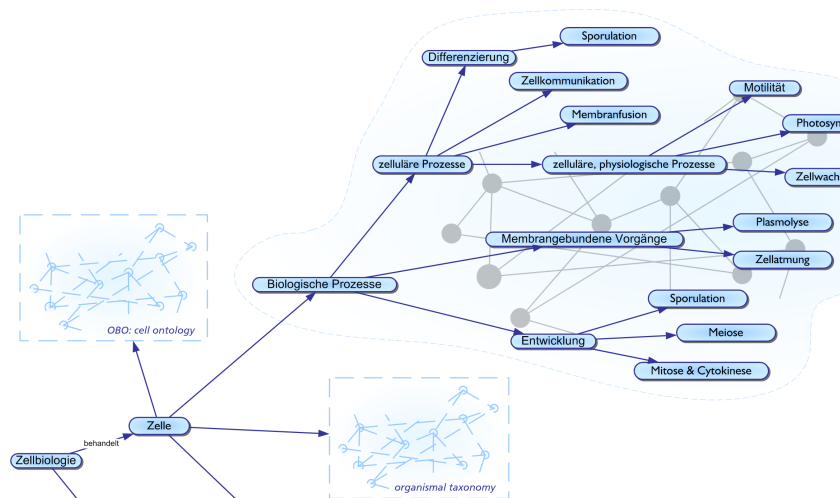 Sporulation
Differenzierung
Zellkommunikation
Motilität
Membranfusion
Photosyn
zelluläre Prozesse
zelluläre, physiologische Prozesse
Zellwach
Plasmolyse
Membrangebundene Vorgänge
Zellatmung
Biologische Prozesse
Sporulation
OBO: cell ontology
Meiose
Entwicklung
Mitose & Cytokinese
Zelle
behandelt
Zellbiologie
organismal taxonomy